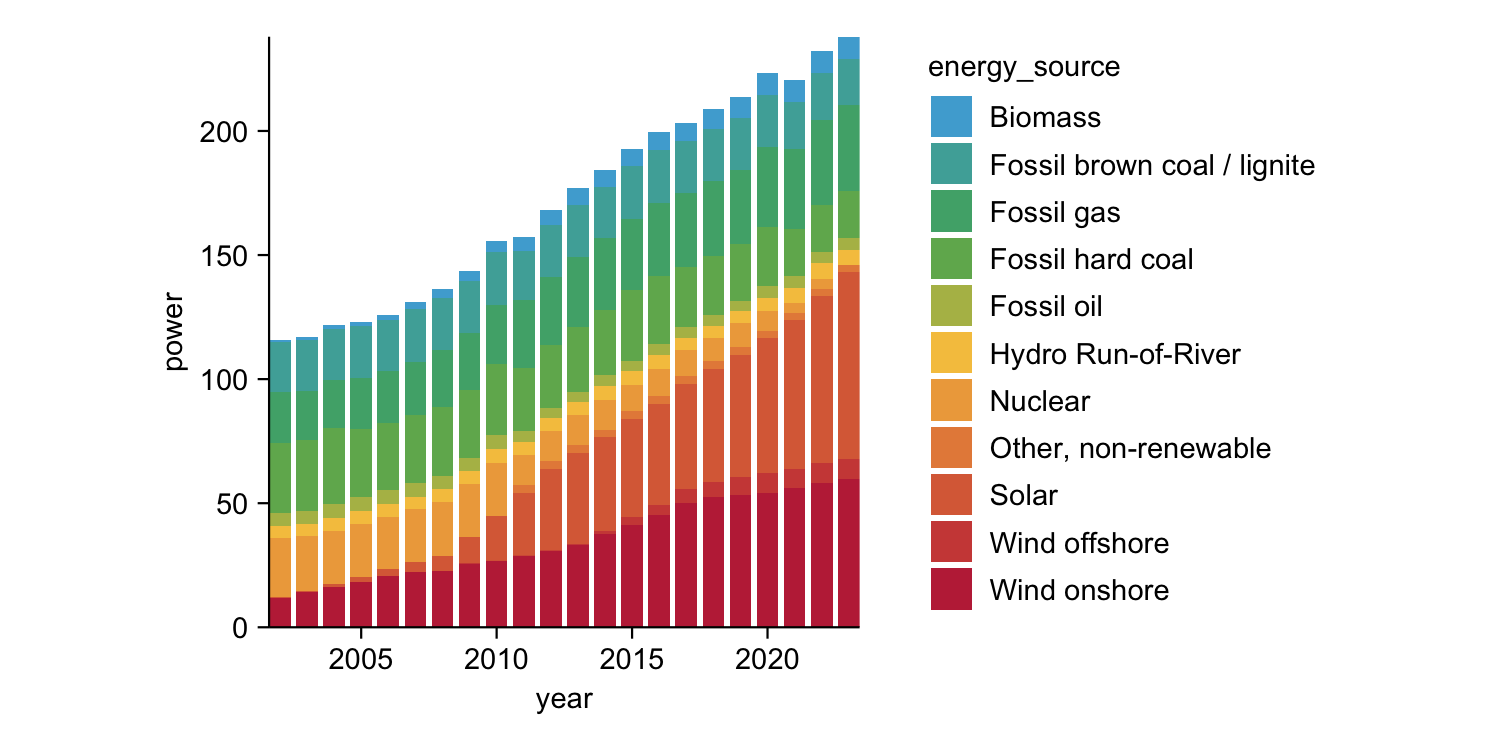 power
200
150
100
50
0
2005 2010 2015 2020
year
energy_source
Biomass
Fossil brown coal / lignite
Fossil gas
Fossil hard coal
Fossil oil
Hydro Run-of-River
Nuclear
Other, non-renewable
Solar
Wind offshore
Wind onshore